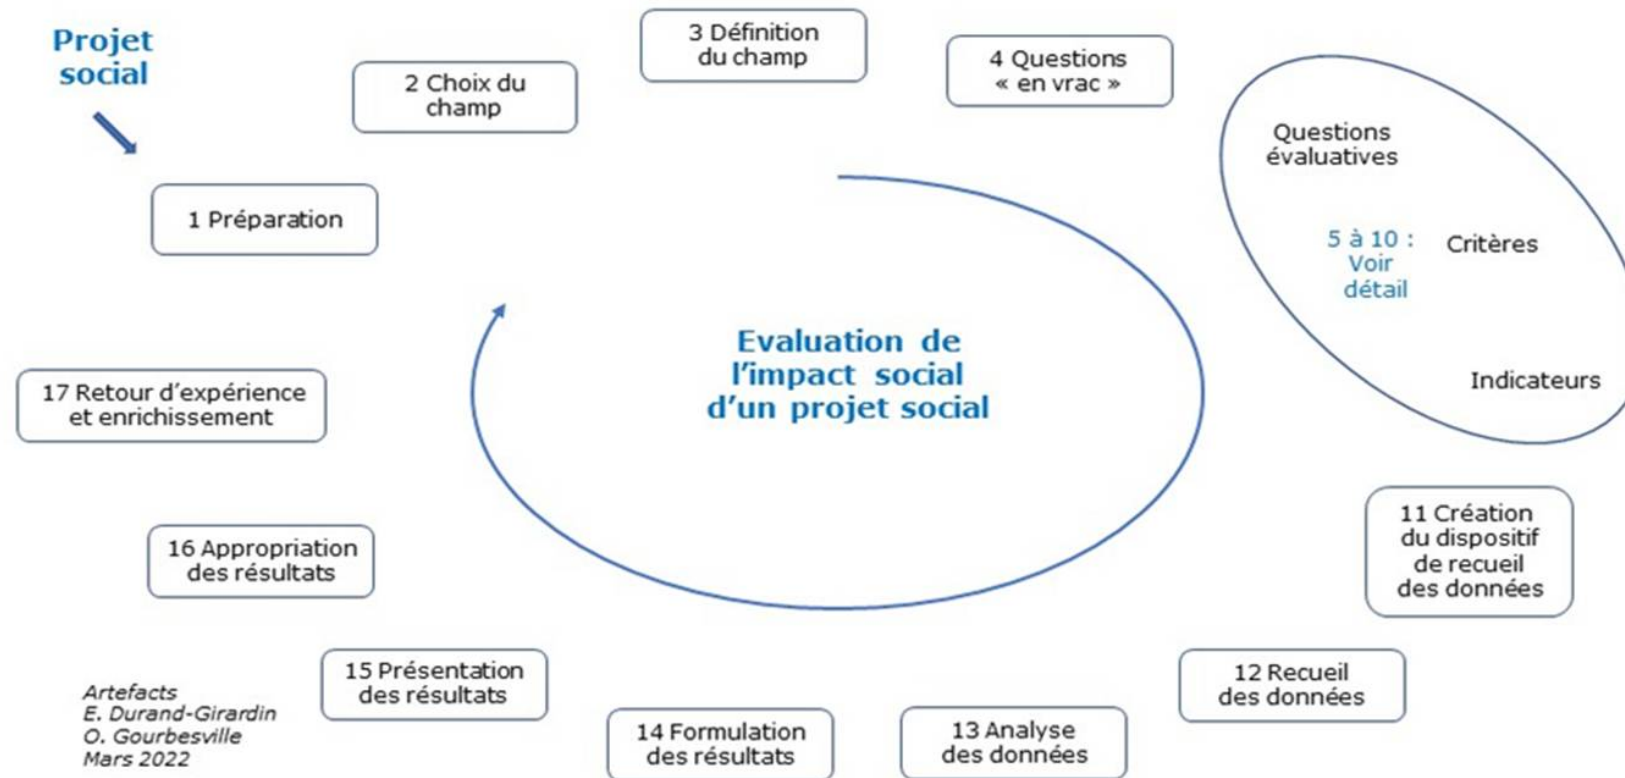 Projet
social
1 Préparation
2 Choix du
champ
3 Définition
du champ
4 Questions
« en vrac »
Questions
évaluatives
5 à 10 :
Voir
détail
Critères
Indicateurs
11 Création
du dispositif
de recueil
des données
12 Recueil
des données
13 Analyse
des données
14 Formulation
des résultats
15 Présentation
des résultats
16 Appropriation
des résultats
17 Retour d’expérience
et enrichissement
Evaluation de
l’impact social
d’un projet social
Artefacts
E. Durand-Girardin
O. Gourbesville
Mars 2022